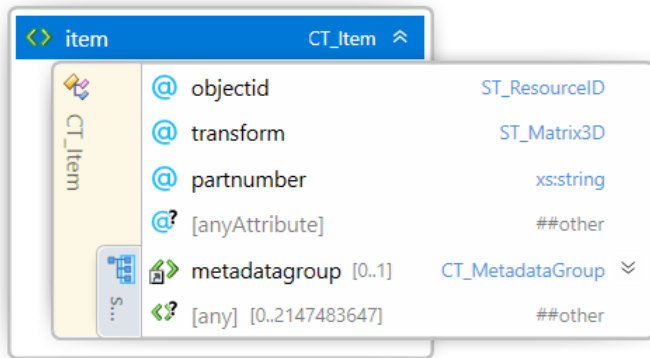 item CT_Item
CT_Item
@ objectid ST_ResourceID
@ transform ST_Matrix3D
@ partnumber xs:string
@? [anyAttribute] ##other
S...
metadatagroup [0..1] CT_MetadataGroup
[any] [0..2147483647] ##other